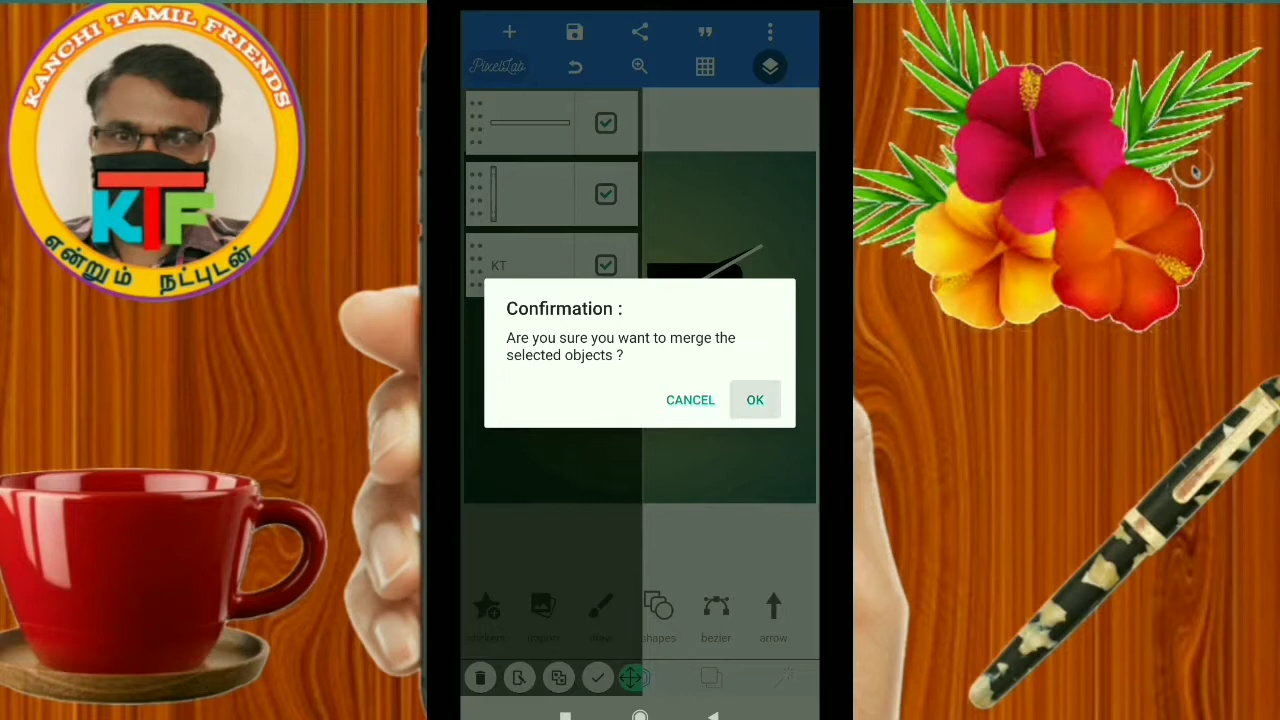 KANCHI TAMIL FRIENDS
KTF
என்றும் நட்புடன்
PixelLab
KT
Confirmation :
Are you sure you want to merge the
selected objects ?
CANCEL OK
stickers import draw shapes bezier arrow